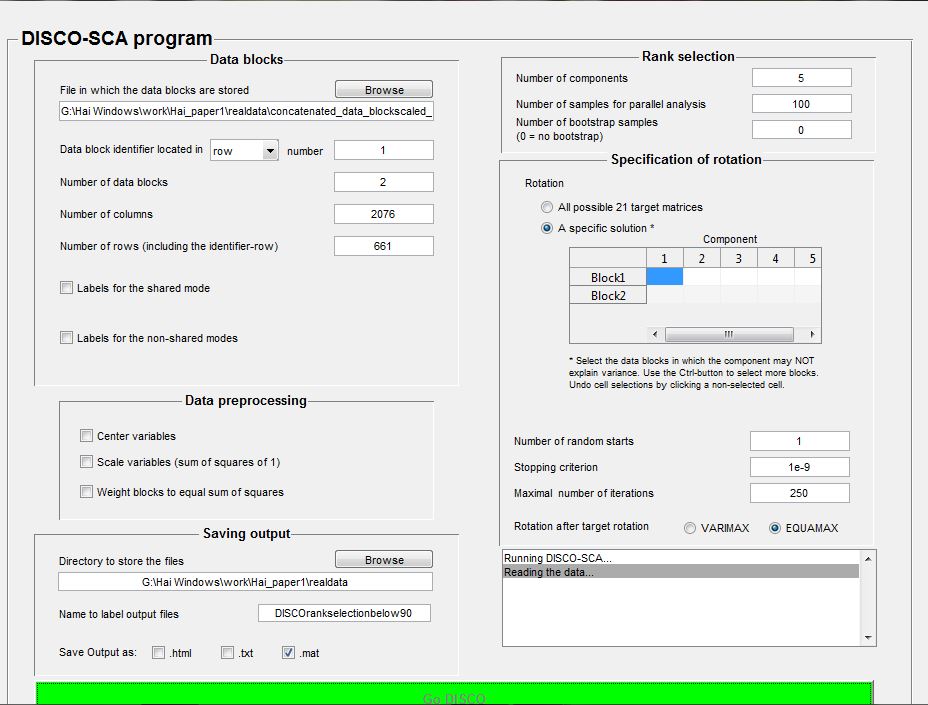 DISCO-SCA program
Data blocks
File in which the data blocks are stored
Browse
G:\Hai Windows\work\Hai_paper1\realdata\concatenated_data_blockscaled_
Data block identifier located in row number 1
Number of data blocks 2
Number of columns 2076
Number of rows (including the identifier-row) 661
Labels for the shared mode
Labels for the non-shared modes
Data preprocessing
Center variables
Scale variables (sum of squares of 1)
Weight blocks to equal sum of squares
Saving output
Directory to store the files
Browse
G:\Hai Windows\work\Hai_paper1\realdata
Name to label output files DISCOrankselectionbelow90
Save Output as: .html .txt .mat
Rank selection
Number of components 5
Number of samples for parallel analysis 100
Number of bootstrap samples
(0 = no bootstrap) 0
Specification of rotation
Rotation
All possible 21 target matrices
A specific solution *
Component
1 2 3 4 5
Block1
Block2
* Select the data blocks in which the component may NOT
explain variance. Use the Ctrl-button to select more blocks.
Undo cell selections by clicking a non-selected cell.
Number of random starts 1
Stopping criterion 1e-9
Maximal number of iterations 250
Rotation after target rotation VARIMAX EQUAMAX
Running DISCO-SCA...
Reading the data...
Go DISCO